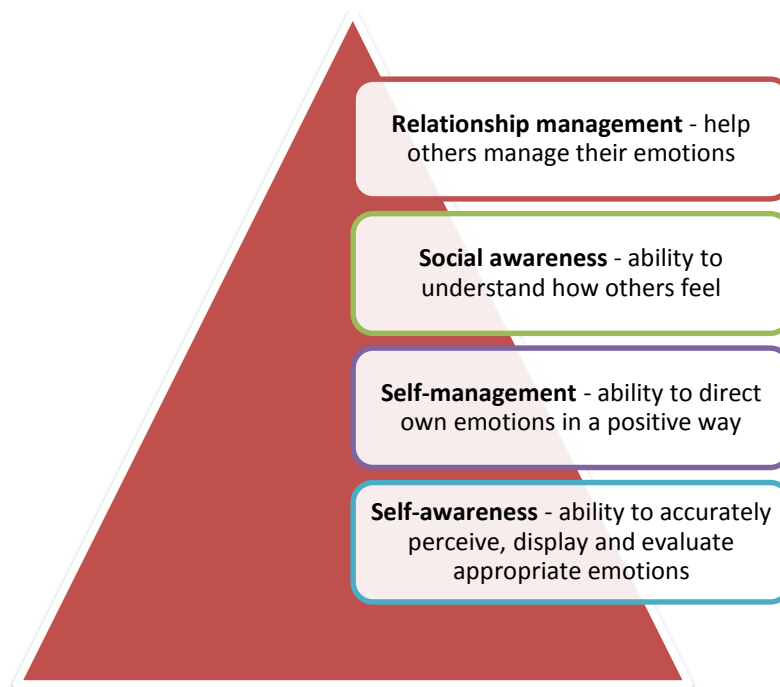 Relationship management - help
others manage their emotions
Social awareness - ability to
understand how others feel
Self-management - ability to direct
own emotions in a positive way
Self-awareness - ability to accurately
perceive, display and evaluate
appropriate emotions